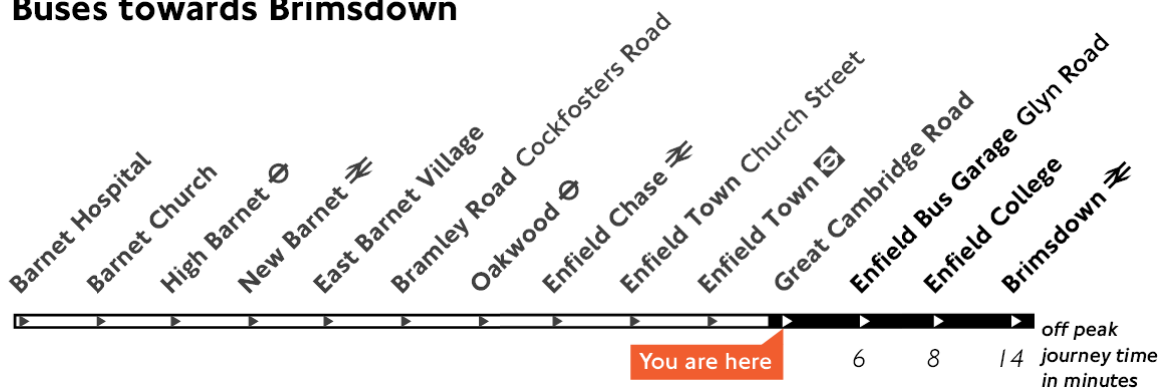 Buses towards Brimsdown
Barnet Hospital
Barnet Church
High Barnet
New Barnet
East Barnet Village
Bramley Road Cockfosters Road
Oakwood
Enfield Chase
Enfield Town Church Street
Enfield Town
Great Cambridge Road
Enfield Bus Garage Glyn Road
Enfield College
Brimsdown
You are here
6 8 14
off peak
journey time
in minutes